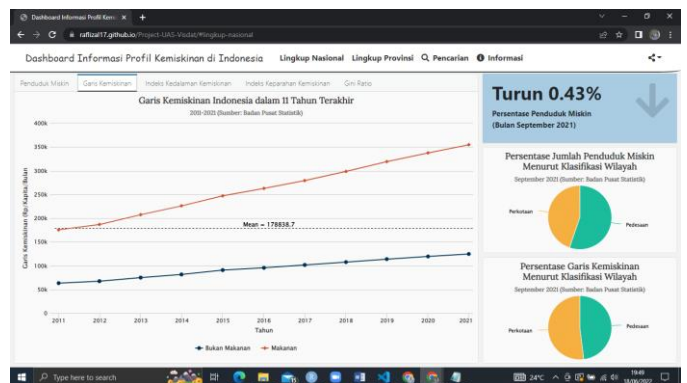 Dashboard Informasi Profil Kemis
raflizal17.github.io/Project-UAS-Visdat/#lingkup-nasional
Dashboard Informasi Profil Kemiskinan di Indonesia Lingkup Nasional Lingkup Provinsi Pencarian Informasi
Penduduk Miskin Garis Kemiskinan Indeks Kedalaman Kemiskinan Indeks Keparahan Kemiskinan Gini Ratio
Garis Kemiskinan Indonesia dalam 11 Tahun Terakhir
2011-2021 (Sumber: Badan Pusat Statistik)
Garis Kemiskinan (Rp/Kapita/Bulan
400k
350k
300k
250k
200k
150k
100k
50k
0
Mean = 178838.7
2011 2012 2013 2014 2015 2016 2017 2018 2019 2020 2021
Tahun
Bukan Makanan Makanan
Turun 0.43%
Persentase Penduduk Miskin
(Bulan September 2021)
Persentase Jumlah Penduduk Miskin
Menurut Klasifikasi Wilayah
September 2021 (Sumber: Badan Pusat Statistik)
Perkotaan
Pedesaan
Persentase Garis Kemiskinan
Menurut Klasifikasi Wilayah
September 2021 (Sumber: Badan Pusat Statistik)
Perkotaan
Pedesaan
Type here to search
24°C
19:49
18/06/2022